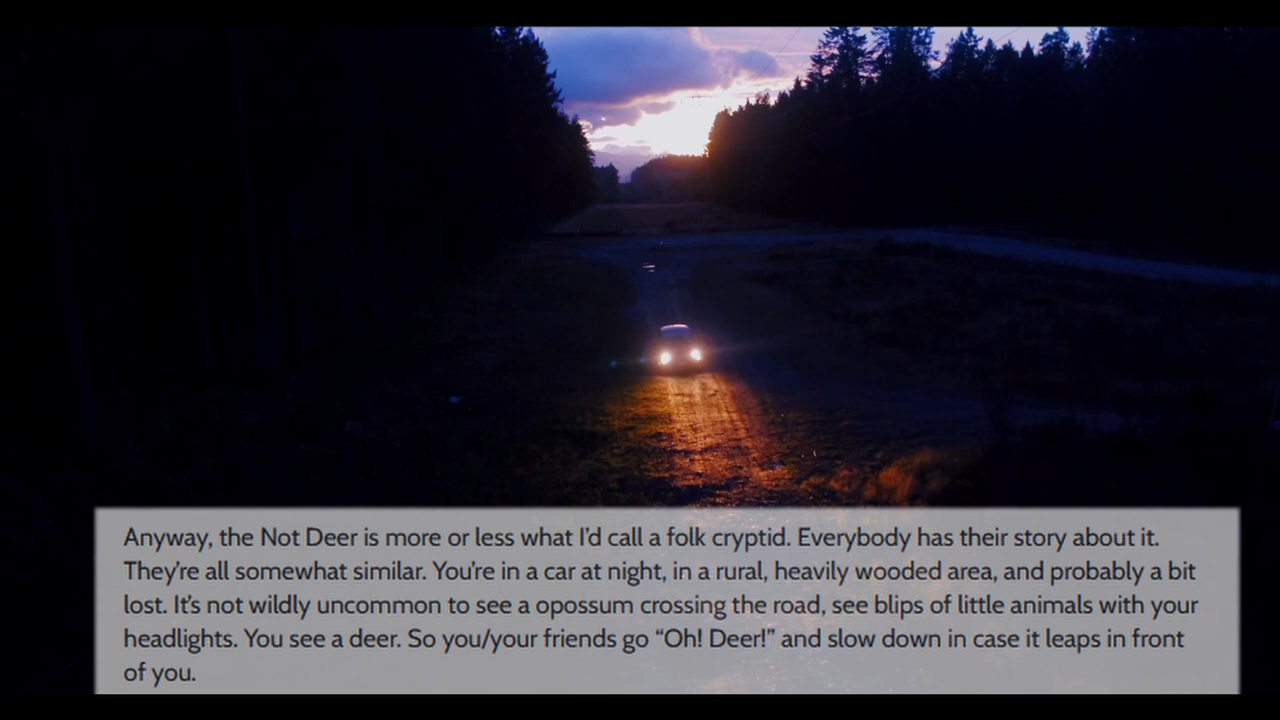 Anyway, the Not Deer is more or less what I'd call a folk cryptid. Everybody has their story about it.
They're all somewhat similar. You're in a car at night, in a rural, heavily wooded area, and probably a bit
lost. It's not wildly uncommon to see a opossum crossing the road, see blips of little animals with your
headlights. You see a deer. So you/your friends go “Oh! Deer!” and slow down in case it leaps in front
of you.